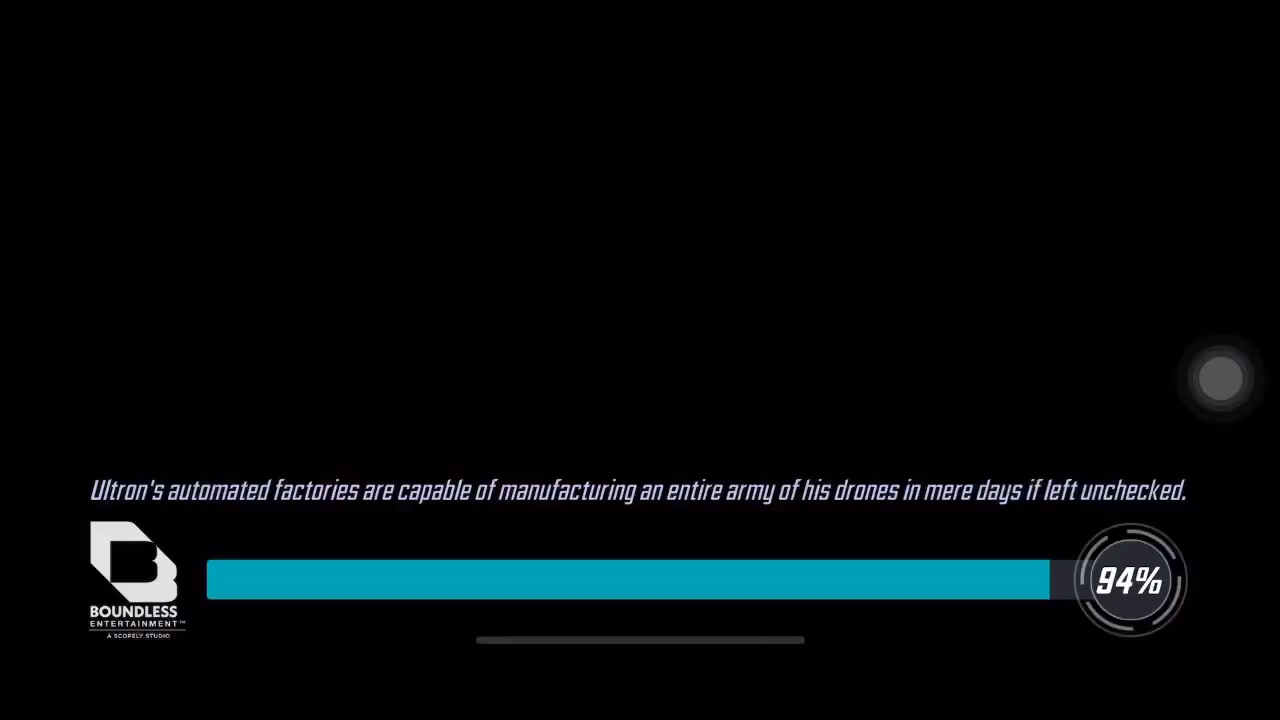 Ultron's automated factories are capable of manufacturing an entire army of his drones in mere days if left unchecked.
BOUNDLESS
ENTERTAINMENT™
A SCOPELY STUDIO
94%